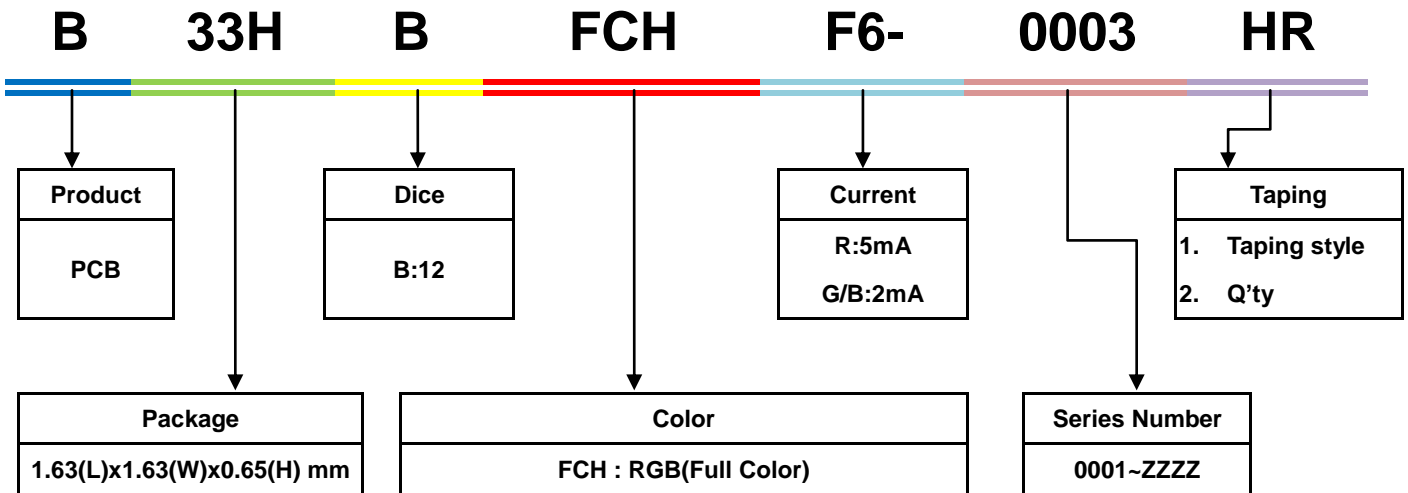 B 33H B FCH F6- 0003 HR
Product
PCB
Dice
B:12
Current
R:5mA
G/B:2mA
Taping
1. Taping style
2. Q’ty
Package
1.63(L)x1.63(W)x0.65(H) mm
Color
FCH : RGB(Full Color)
Series Number
0001~ZZZZ